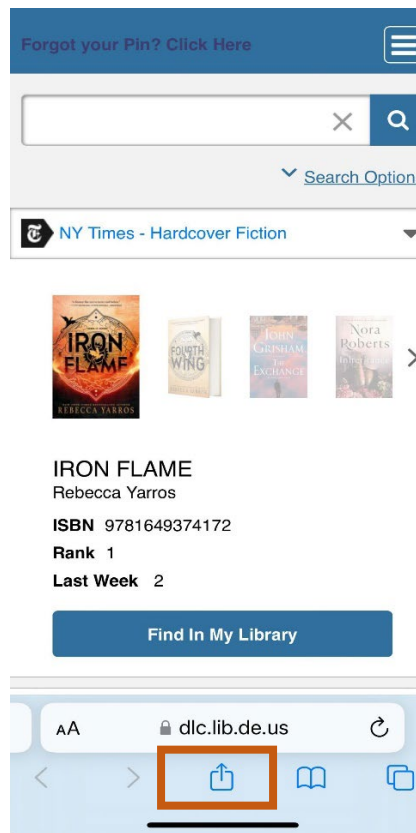 Forgot your Pin? Click Here
Search Option
NY Times - Hardcover Fiction
IRON
FLAME
REBECCA YARROS
FOURTH
WING
JOHN
GRISHAM
THE
EXCHANGE
Nora
Roberts
Inheritance
IRON FLAME
Rebecca Yarros
ISBN 9781649374172
Rank 1
Last Week 2
Find In My Library
AA
dlc.lib.de.us